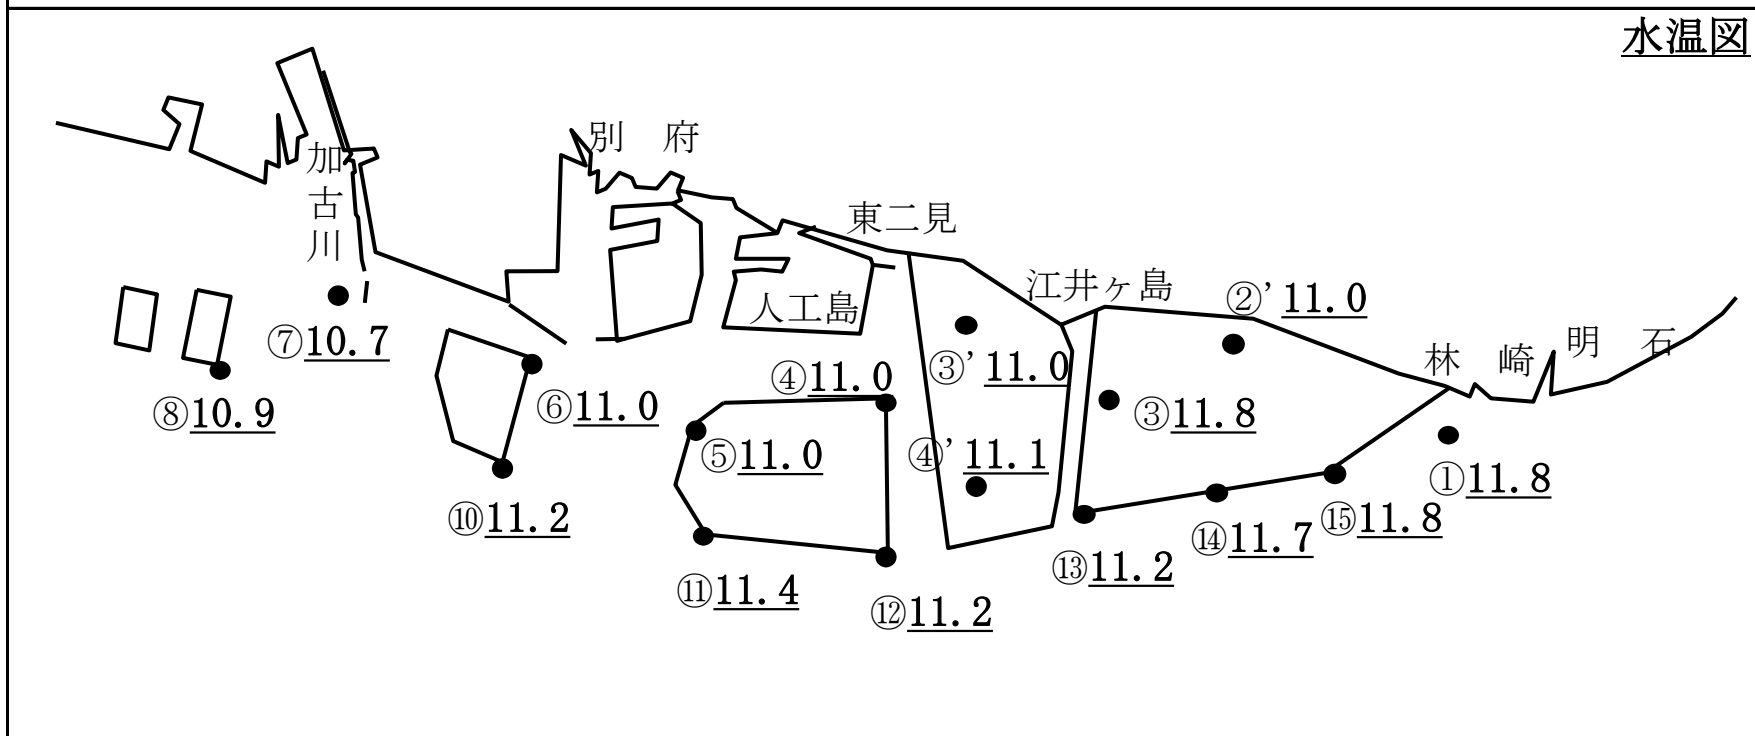 水温図
別 府
加古川
東二見
江井ヶ島
②' 11.0
人工島
⑦10.7
③' 11.0
林 崎
明 石
④11.0
⑧10.9
⑥11.0
③11.8
⑤11.0
④' 11.1
①11.8
⑩11.2
⑭11.7
⑮11.8
⑬11.2
⑪11.4
⑫11.2